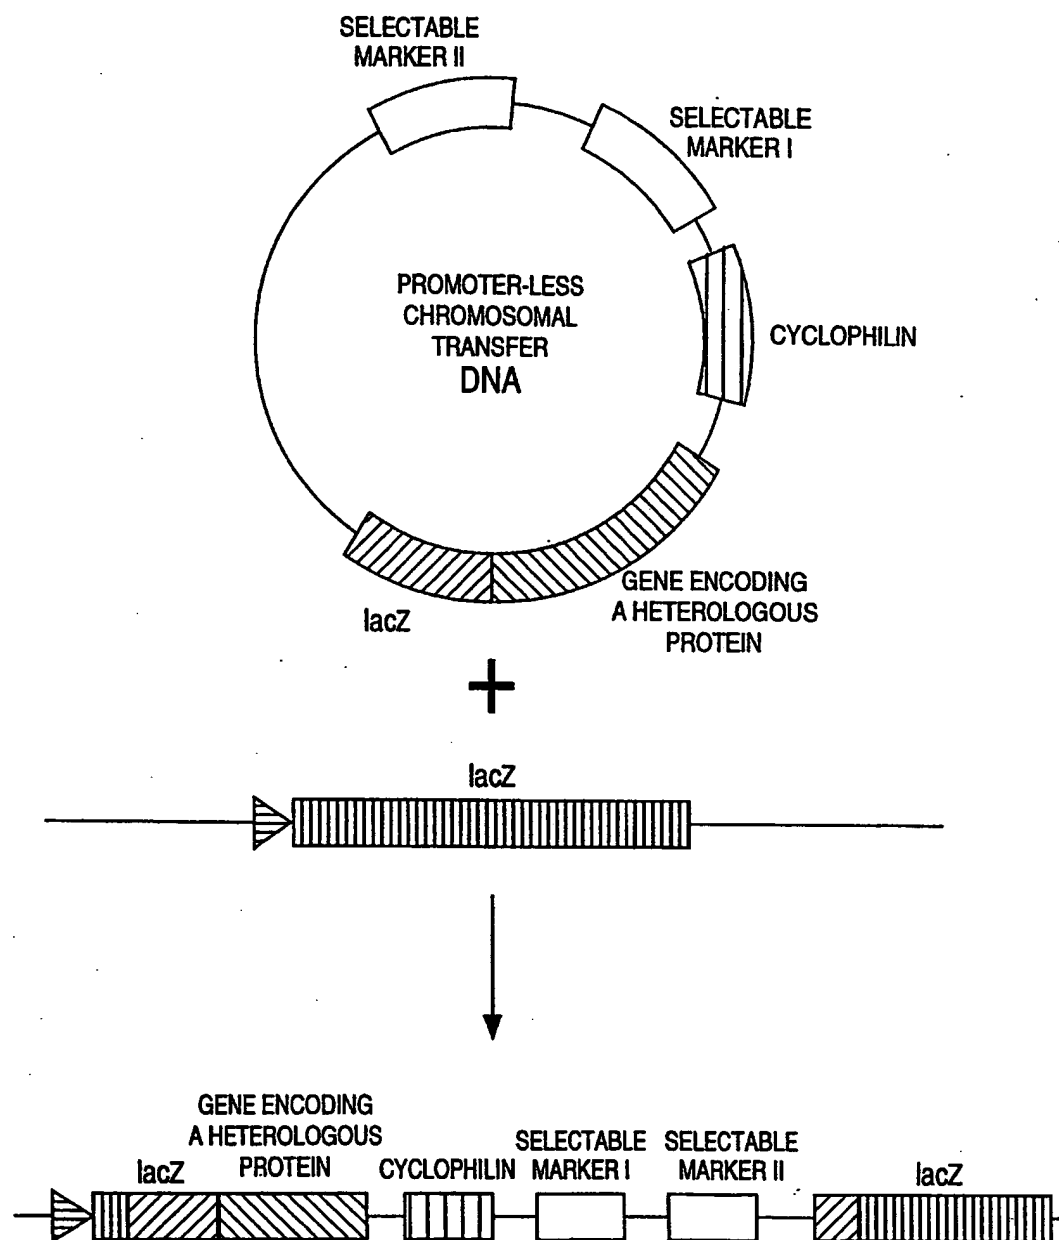 SELECTABLE
MARKER II
SELECTABLE
MARKER I
PROMOTER-LESS
CHROMOSOMAL
TRANSFER
DNA
CYCLOPHILIN
GENE ENCODING
A HETEROLOGOUS
PROTEIN
lacZ
+
lacZ
GENE ENCODING
A HETEROLOGOUS
PROTEIN
lacZ
CYCLOPHILIN
SELECTABLE
MARKER I
SELECTABLE
MARKER II
lacZ